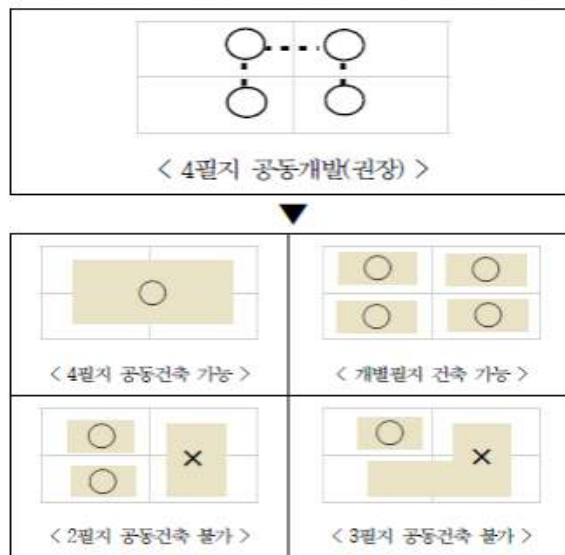 < 4필지 공동개발(권장) >
< 4필지 공동건축 가능 >
< 개별필지 건축 가능 >
< 2필지 공동건축 불가 >
< 3필지 공동건축 불가 >